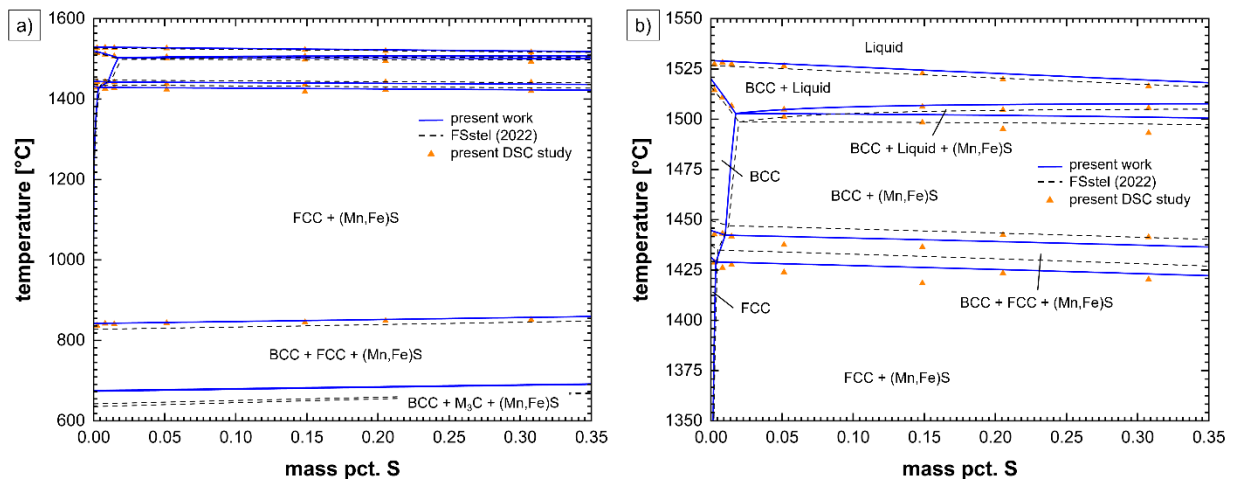 a)
temperature [°C]
1600
1400
1200
1000
800
600
present work
FSstel (2022)
present DSC study
FCC + (Mn,Fe)S
BCC + FCC + (Mn,Fe)S
BCC + M₃C + (Mn,Fe)S
0.00 0.05 0.10 0.15 0.20 0.25 0.30 0.35
mass pct. S
b)
temperature [°C]
1550
1525
1500
1475
1450
1425
1400
1375
1350
Liquid
BCC + Liquid
BCC + Liquid + (Mn,Fe)S
BCC
present work
FSstel (2022)
present DSC study
BCC + (Mn,Fe)S
BCC + FCC + (Mn,Fe)S
FCC
FCC + (Mn,Fe)S
0.00 0.05 0.10 0.15 0.20 0.25 0.30 0.35
mass pct. S